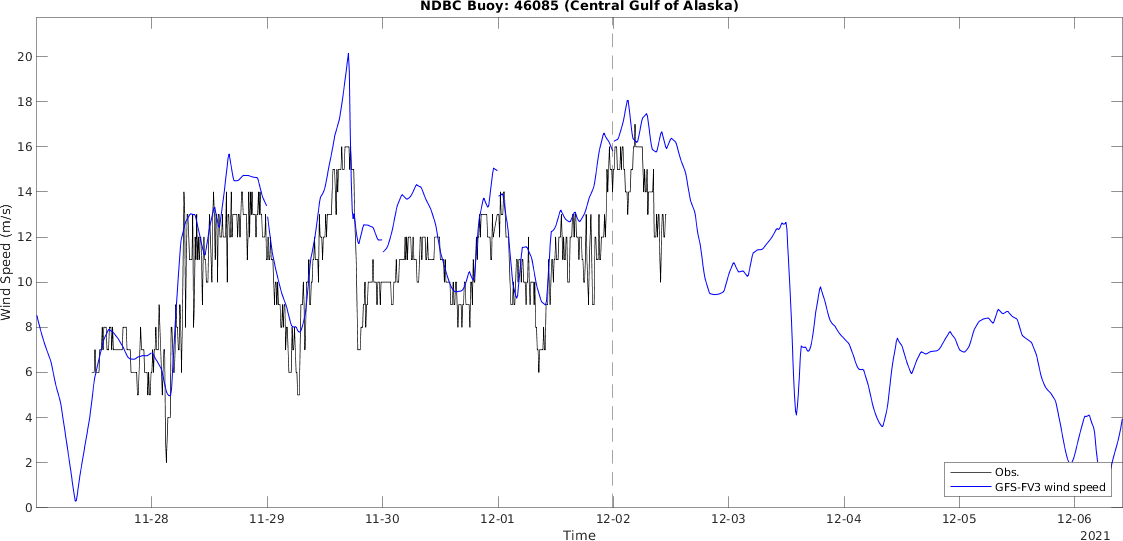 NDBC Buoy: 46085 (Central Gulf of Alaska)
Wind Speed (m/s)
20
18
16
14
12
10
8
6
4
2
0
11-28 11-29 11-30 12-01 12-02 12-03 12-04 12-05 12-06
Time
2021
Obs.
GFS-FV3 wind speed